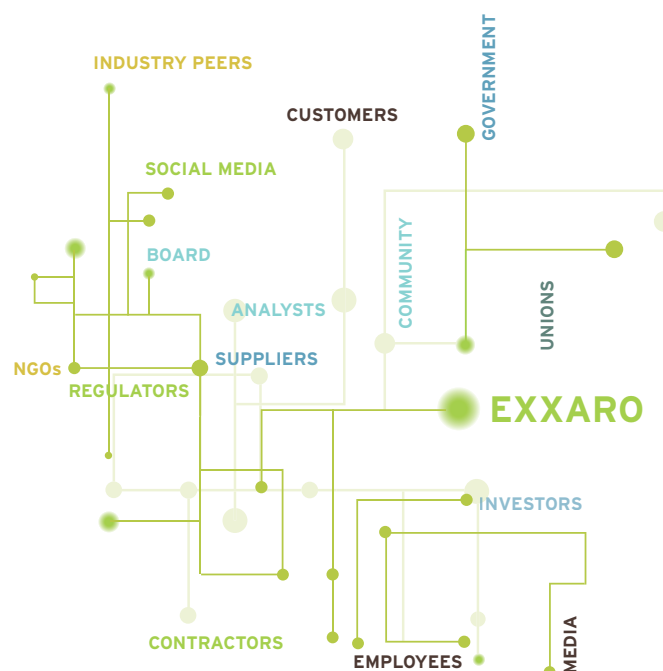 GOVERNMENT
INDUSTRY PEERS
CUSTOMERS
SOCIAL MEDIA
BOARD
COMMUNITY
ANALYSTS
UNIONS
SUPPLIERS
NGOs
REGULATORS
EXXARO
INVESTORS
CONTRACTORS
MEDIA
EMPLOYEES